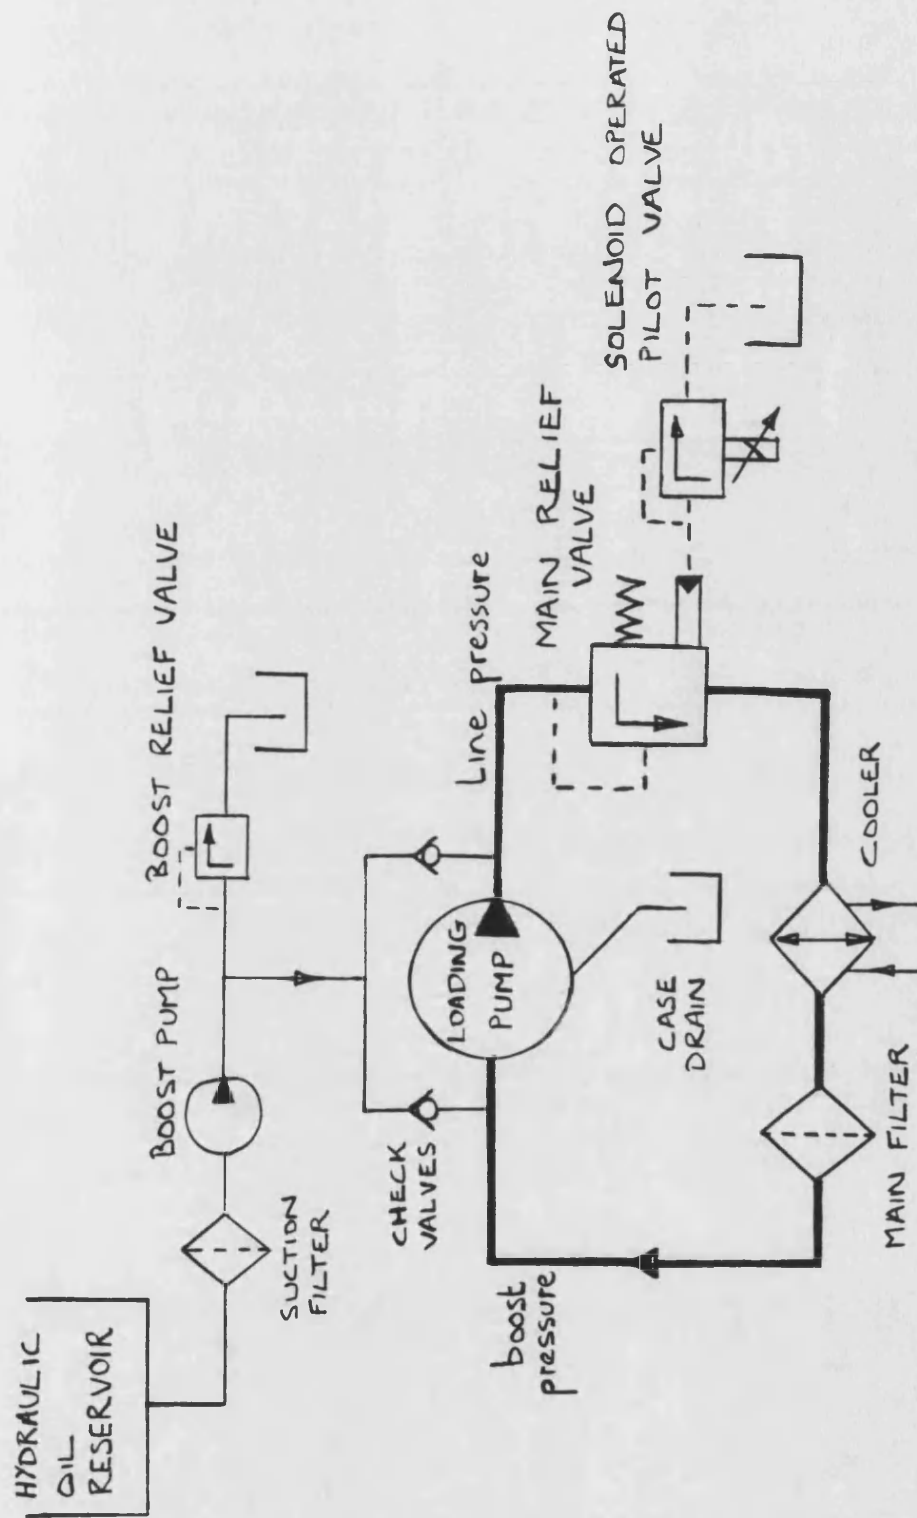 HYDRAULIC
OIL
RESERVOIR
SUCTION
FILTER
BOOST PUMP
BOOST RELIEF VALVE
CHECK
VALVES
LOADING
PUMP
CASE
DRAIN
Line pressure
boost
pressure
MAIN RELIEF
VALVE
SOLENOID OPERATED
PILOT VALVE
MAIN FILTER
COOLER